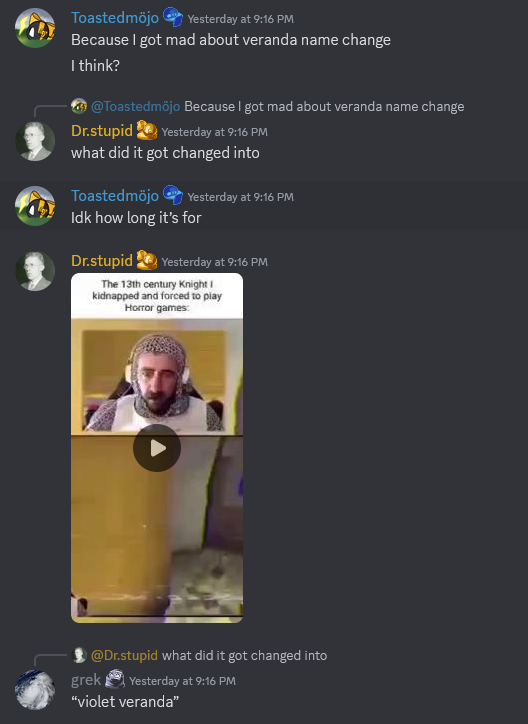 Toastedmöjo Yesterday at 9:16 PM
Because I got mad about veranda name change
I think?
@Toastedmöjo Because I got mad about veranda name change
Dr.stupid Yesterday at 9:16 PM
what did it got changed into
Toastedmöjo Yesterday at 9:16 PM
Idk how long it’s for
Dr.stupid Yesterday at 9:16 PM
The 13th century Knight I
kidnapped and forced to play
Horror games:
@Dr.stupid what did it got changed into
grek Yesterday at 9:16 PM
“violet veranda”